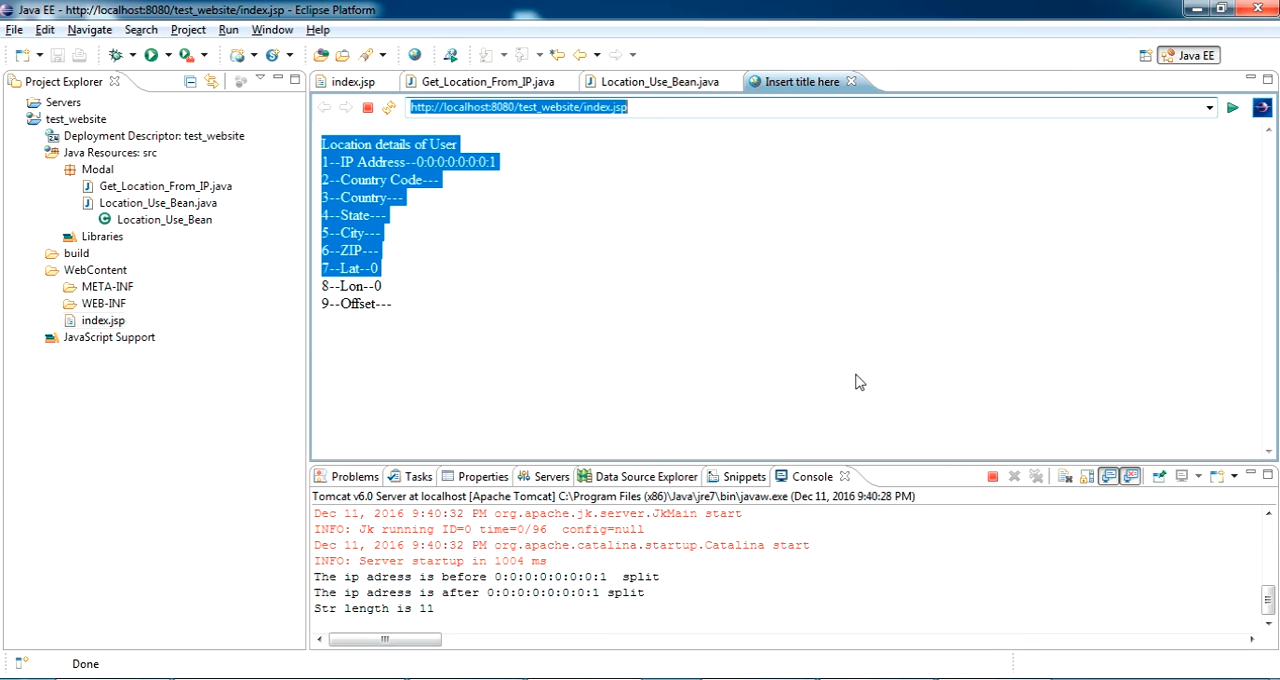 Java EE - http://localhost:8080/test_website/index.jsp - Eclipse Platform
File Edit Navigate Search Project Run Window Help
Java EE
Project Explorer
index.jsp Get_Location_From_IP.java Location_Use_Bean.java Insert title here
http://localhost:8080/test_website/index.jsp
Servers
test_website
Deployment Descriptor: test_website
Java Resources: src
Modal
Get_Location_From_IP.java
Location_Use_Bean.java
Location_Use_Bean
Libraries
build
WebContent
META-INF
WEB-INF
index.jsp
JavaScript Support
Location details of User
1--IP Address--0:0:0:0:0:0:0:1
2--Country Code---
3--Country---
4--State---
5--City---
6--ZIP---
7--Lat--0
8--Lon--0
9--Offset---
Problems Tasks Properties Servers Data Source Explorer Snippets Console
Tomcat v6.0 Server at localhost [Apache Tomcat] C:\Program Files (x86)\Java\jre7\bin\javaw.exe (Dec 11, 2016 9:40:28 PM)
Dec 11, 2016 9:40:32 PM org.apache.jk.server.JkMain start
INFO: Jk running ID=0 time=0/96  config=null
Dec 11, 2016 9:40:32 PM org.apache.catalina.startup.Catalina start
INFO: Server startup in 1004 ms
The ip adress is before 0:0:0:0:0:0:0:1  split
The ip adress is after 0:0:0:0:0:0:0:1 split
Str length is 11
Done